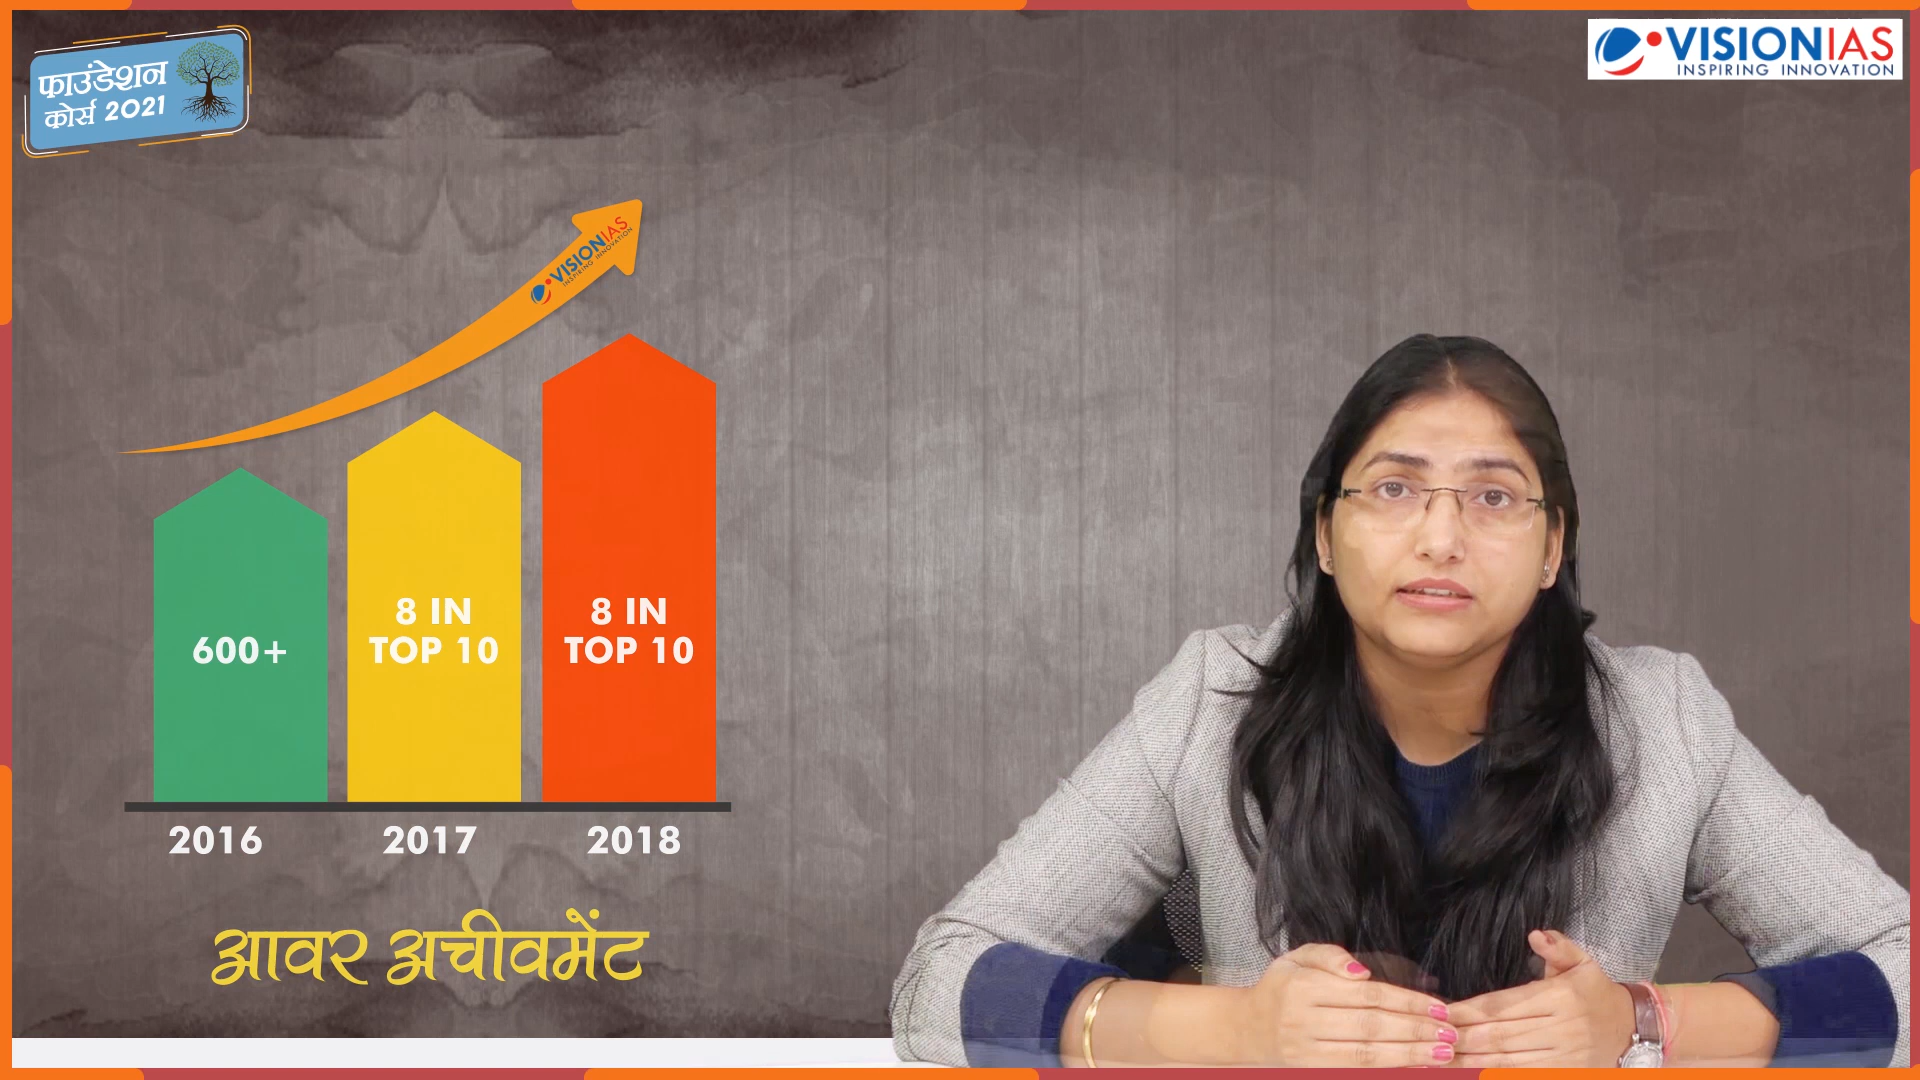 फाउंडेशन
कोर्स 2021
VISIONIAS
INSPIRING INNOVATION
VISIONIAS
INSPIRING INNOVATION
600+
8 IN
TOP 10
8 IN
TOP 10
2016
2017
2018
आवर अचीवमेंट